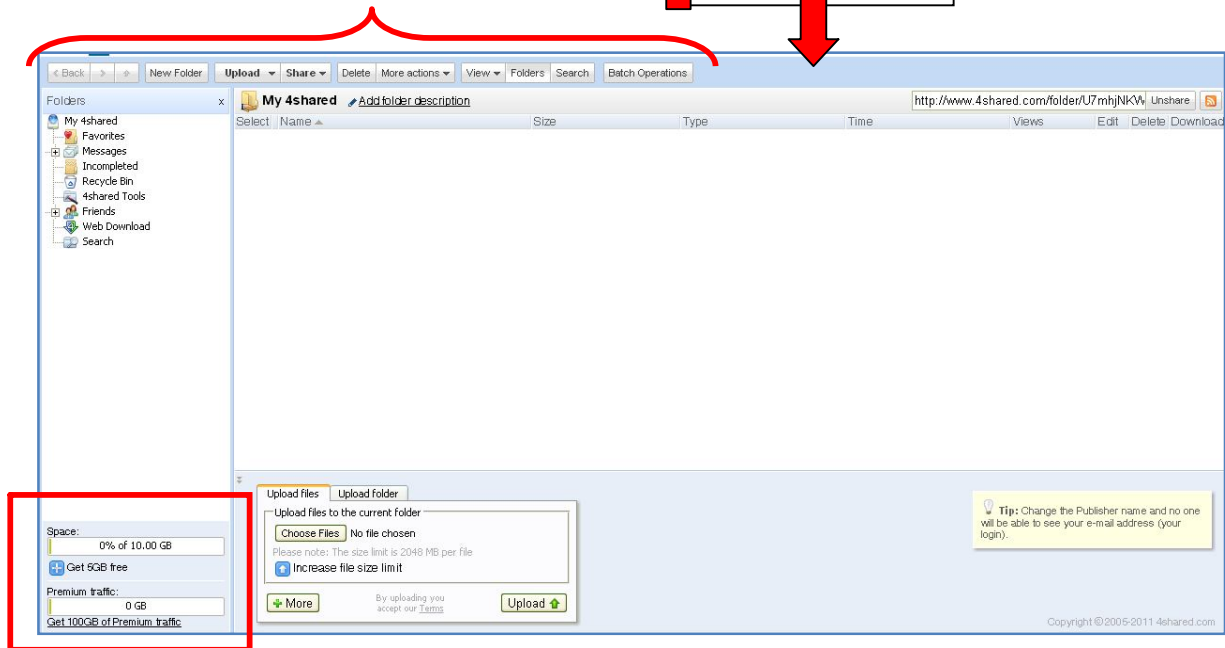 < Back > New Folder Upload Share Delete More actions View Folders Search Batch Operations
Folders x
My 4shared
Favorites
Messages
Incompleted
Recycle Bin
4shared Tools
Friends
Web Download
Search
My 4shared Add folder description
http://www.4shared.com/folder/U7mhjNKW Unshare
Select Name Size Type Time Views Edit Delete Download
Space:
0% of 10.00 GB
Get 5GB free
Premium traffic:
0 GB
Get 100GB of Premium traffic
Upload files Upload folder
Upload files to the current folder
Choose Files No file chosen
Please note: The size limit is 2048 MB per file
Increase file size limit
More
By uploading you
accept our Terms
Upload
Tip: Change the Publisher name and no one
will be able to see your e-mail address (your
login).
Copyright © 2005-2011 4shared.com